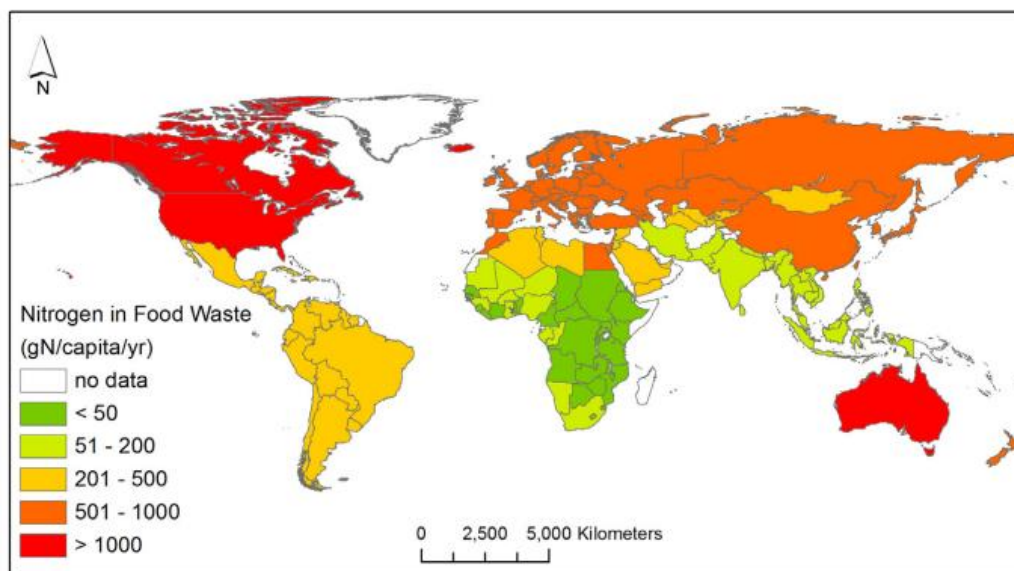 N
Nitrogen in Food Waste
(gN/capita/yr)
no data
< 50
51 - 200
201 - 500
501 - 1000
> 1000
0 2,500 5,000 Kilometers